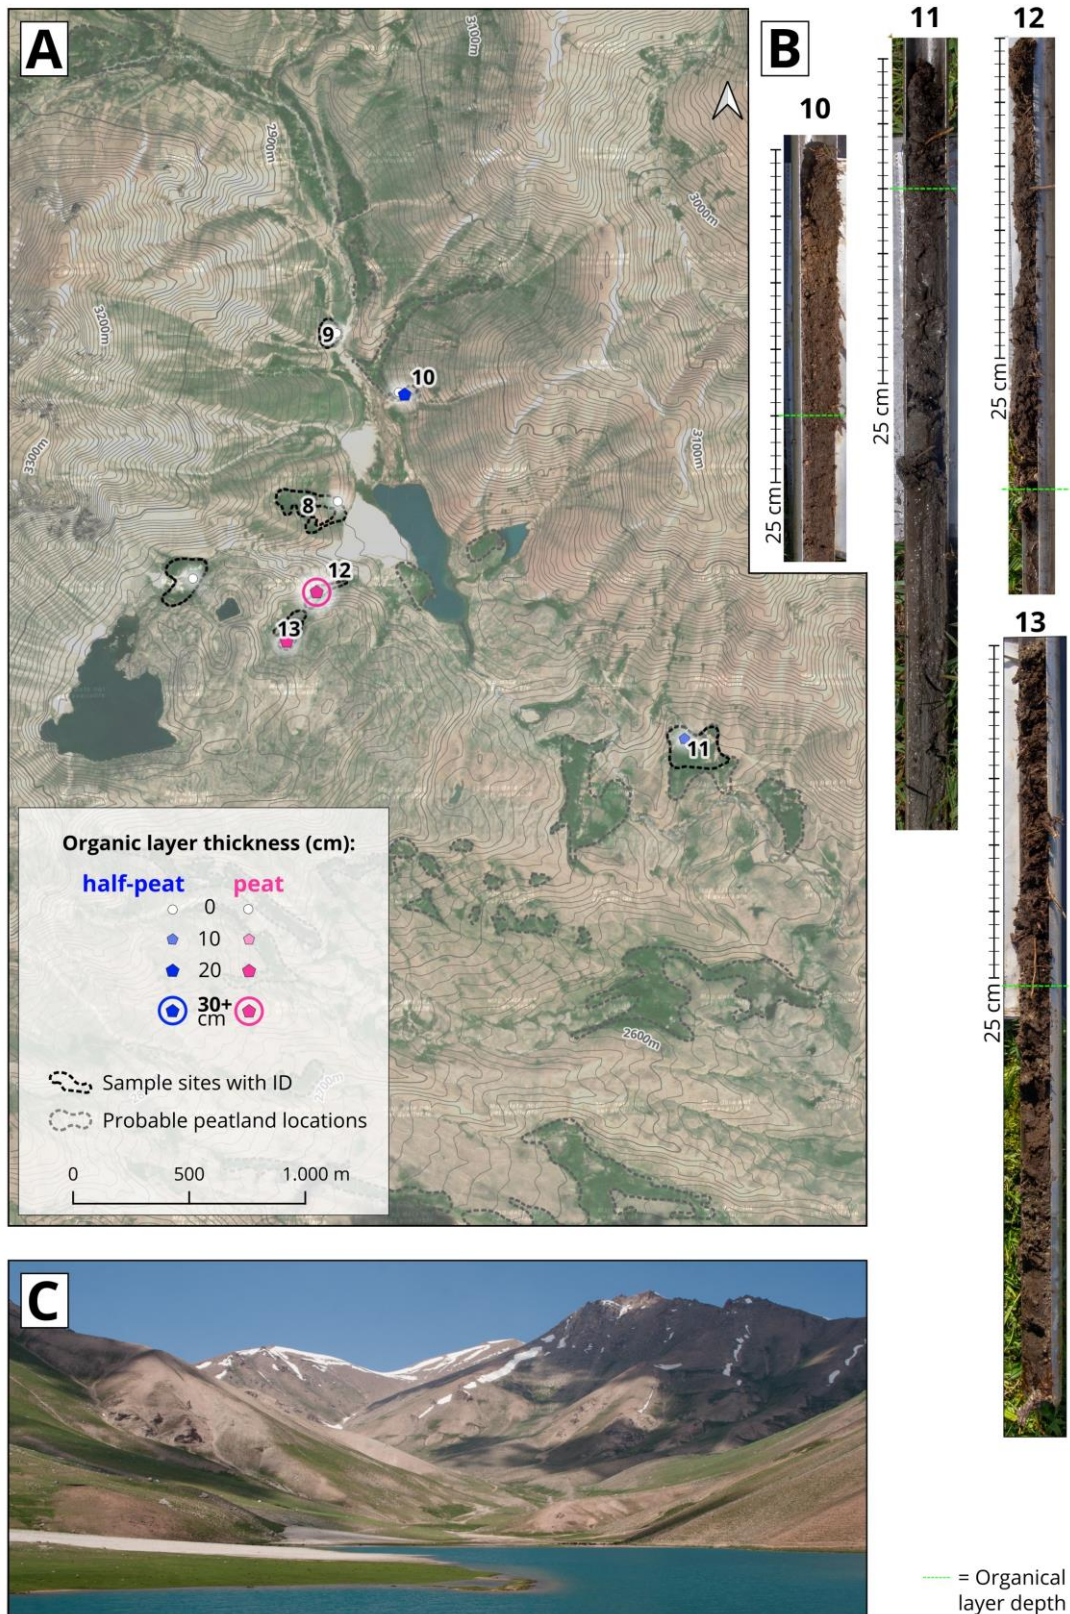 A
B
10
11
12
13
25 cm
25 cm
25 cm
25 cm
3100m
2900m
3000m
3200m
3300m
3100m
9
10
8
12
13
11
2600m
Organic layer thickness (cm):
half-peat peat
0
10
20
30+
cm
Sample sites with ID
Probable peatland locations
0 500 1.000 m
C
= Organical
layer depth